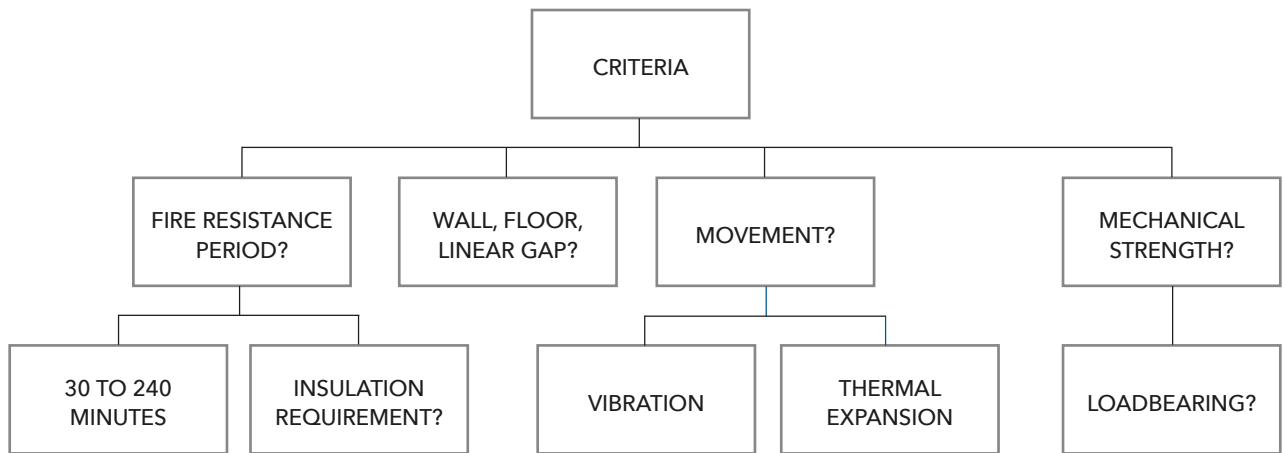 CRITERIA
FIRE RESISTANCE
PERIOD?
WALL, FLOOR,
LINEAR GAP?
MOVEMENT?
MECHANICAL
STRENGTH?
30 TO 240
MINUTES
INSULATION
REQUIREMENT?
VIBRATION
THERMAL
EXPANSION
LOADBEARING?